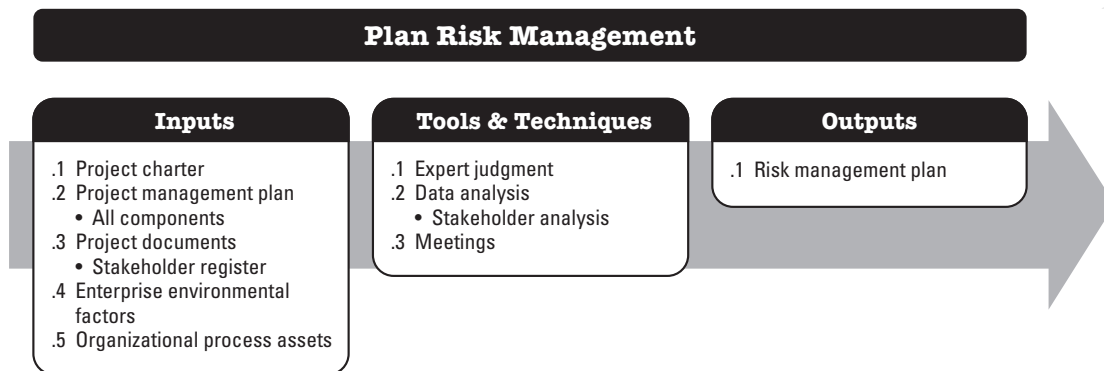 Plan Risk Management
Inputs
.1 Project charter
.2 Project management plan
• All components
.3 Project documents
• Stakeholder register
.4 Enterprise environmental
factors
.5 Organizational process assets
Tools & Techniques
.1 Expert judgment
.2 Data analysis
• Stakeholder analysis
.3 Meetings
Outputs
.1 Risk management plan